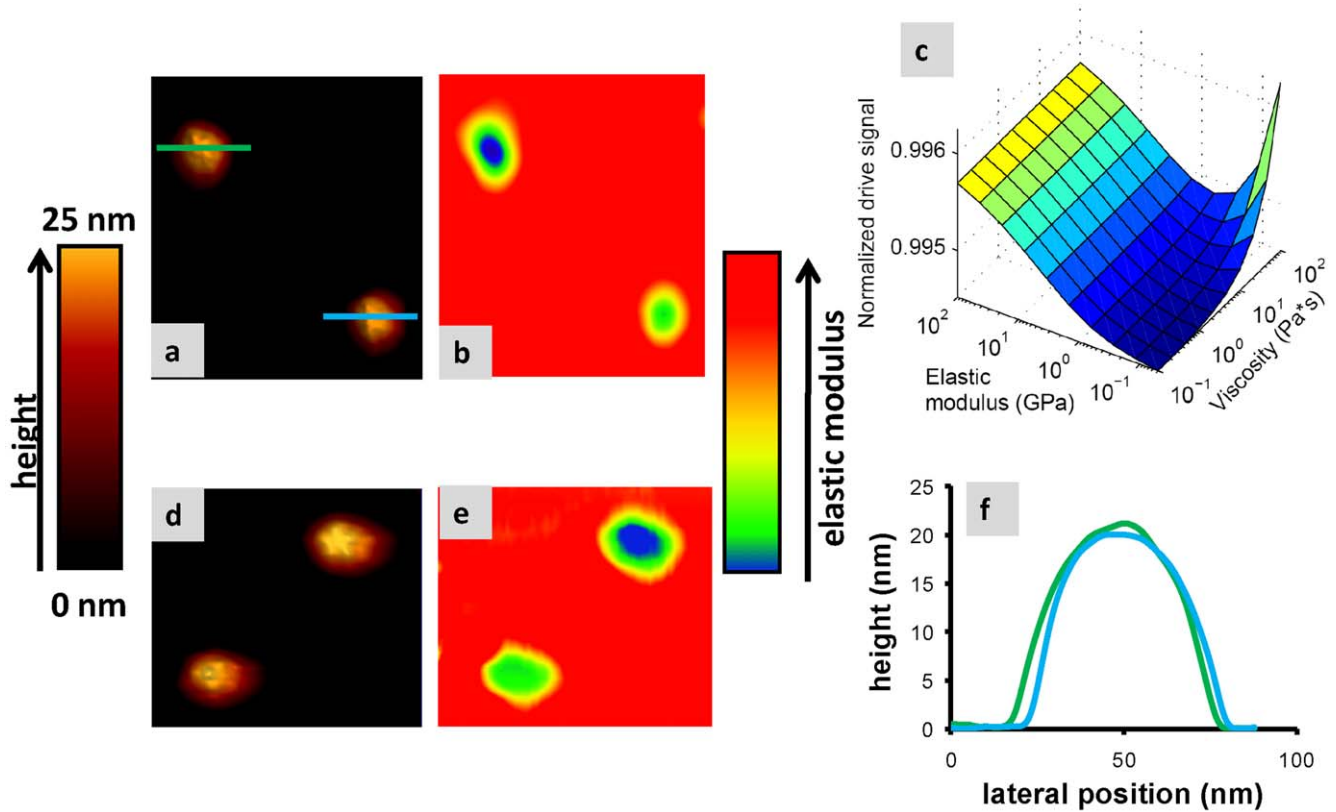 25 nm
height
0 nm
a
b
c
Normalized drive signal
0.996
0.995
10²
10¹
10⁰
10⁻¹
Elastic
modulus (GPa)
10⁻¹
10⁰
10¹
10²
Viscosity (Pa*s)
elastic modulus
d
e
f
height (nm)
25
20
15
10
5
0
0
50
100
lateral position (nm)